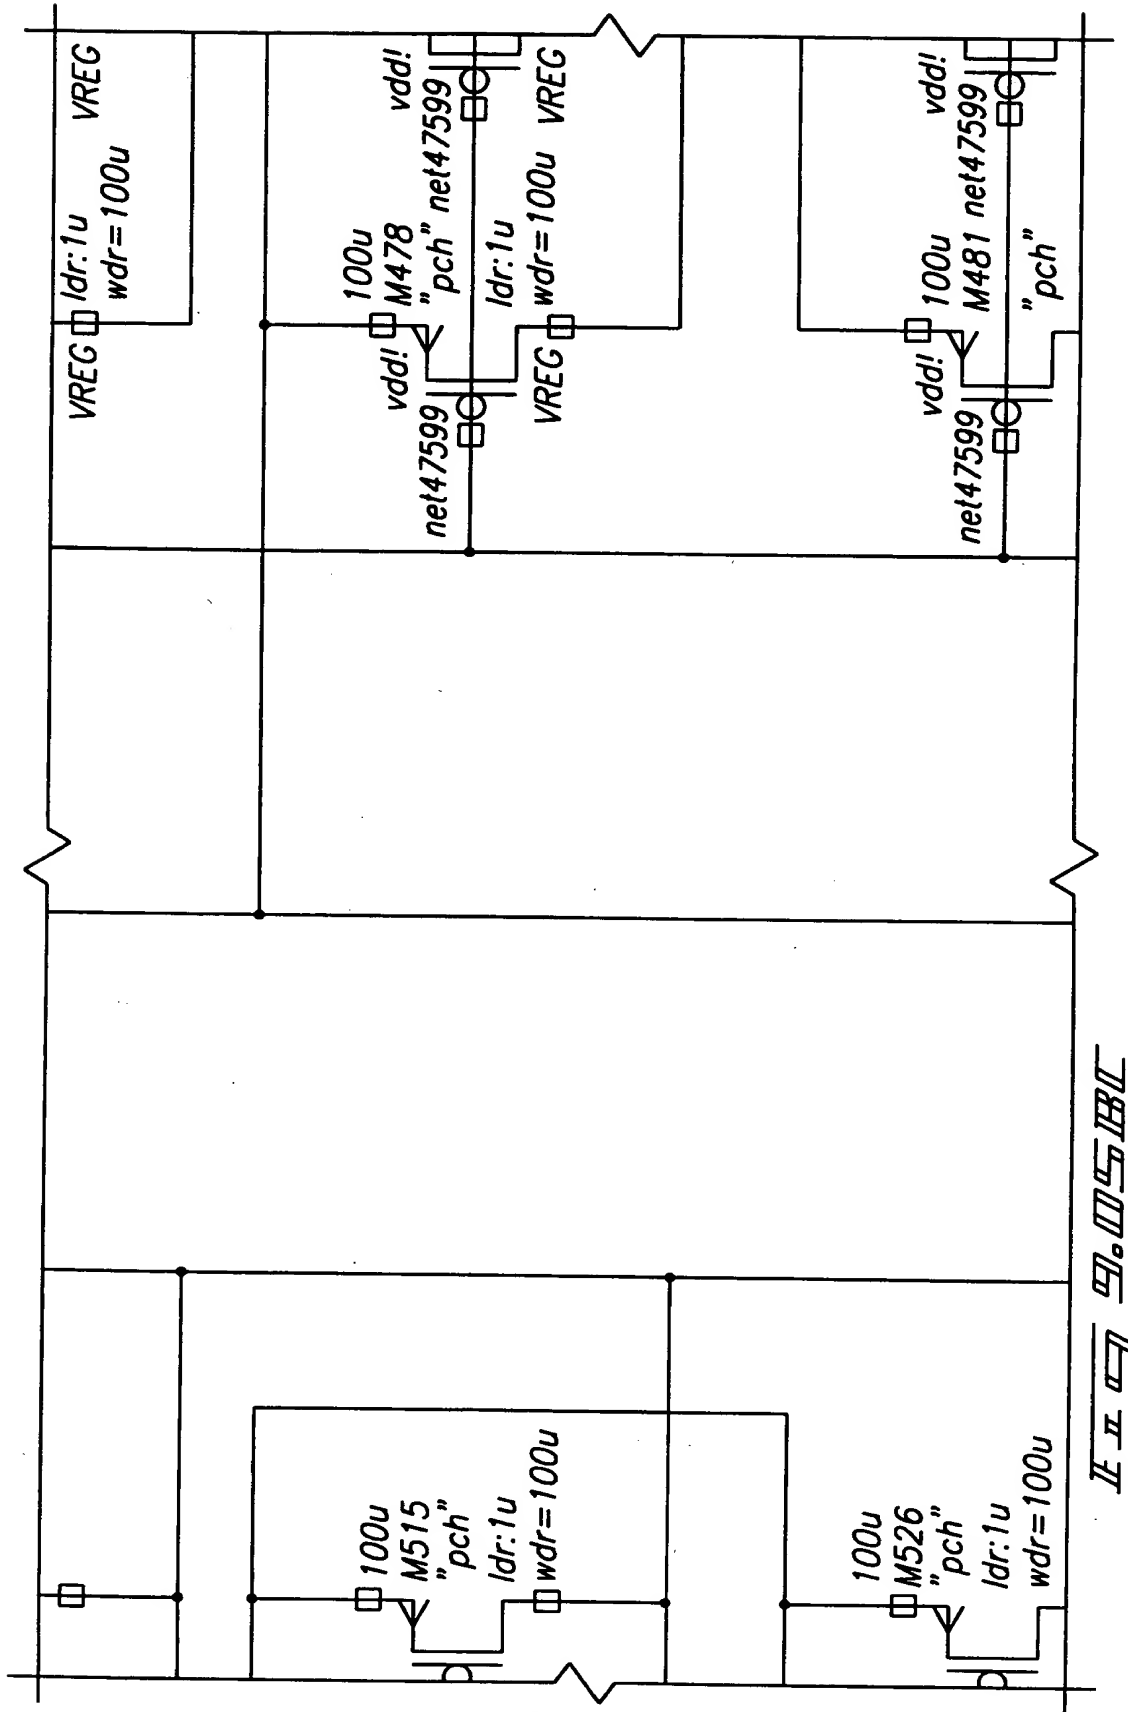 VREG
ldr:1u
wdr=100u
VREG
100u
M478
"pch"
ldr:1u
wdr=100u
vdd!
net47599
VREG
vdd!
net47599
VREG
100u
M481
"pch"
vdd!
net47599
vdd!
net47599
100u
M515
"pch"
ldr:1u
wdr=100u
100u
M526
"pch"
ldr:1u
wdr=100u